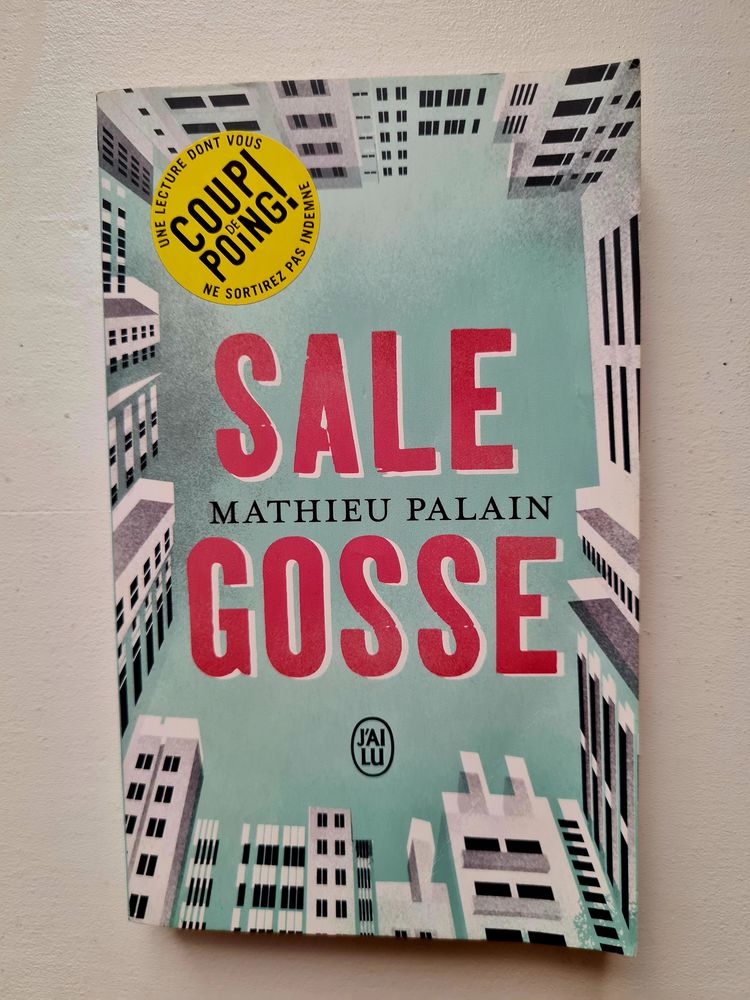 UNE LECTURE DONT VOUS
COUP
DE
POING!
NE SORTIREZ PAS INDEMNE
SALE
MATHIEU PALAIN
GOSSE
J'AI
LU